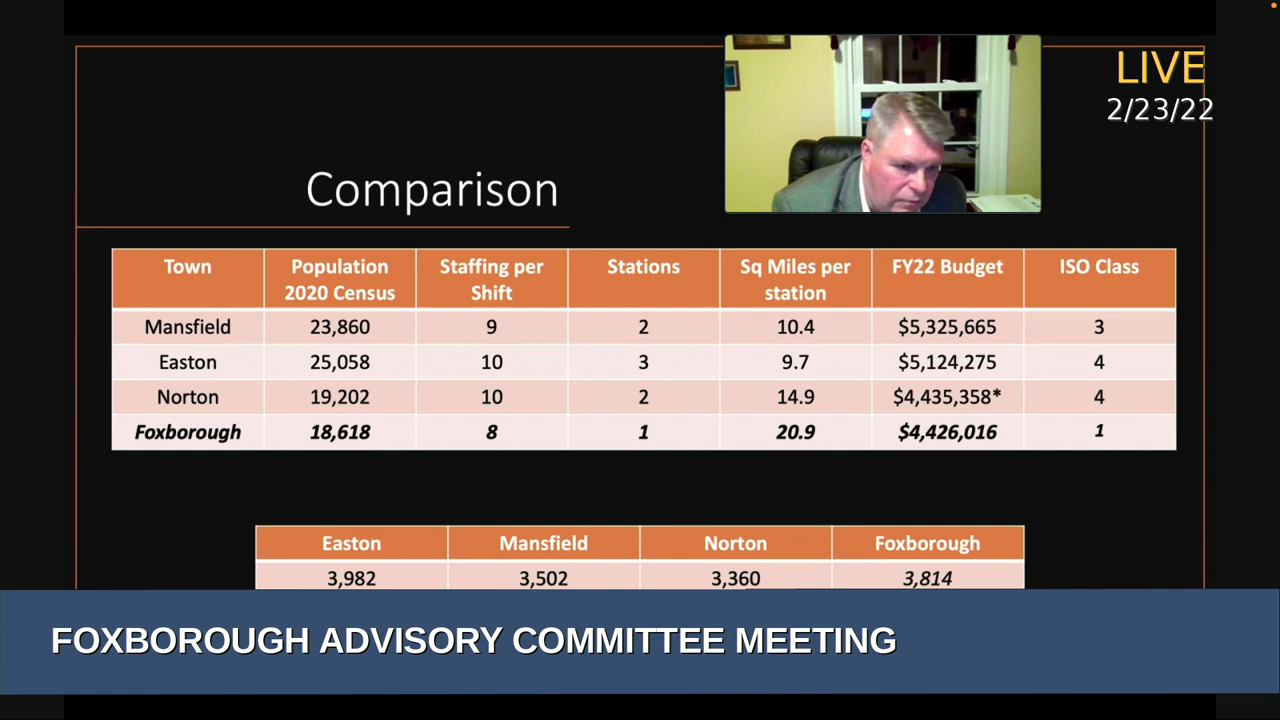 LIVE
2/23/22
Comparison
Town Population 2020 Census Staffing per Shift Stations Sq Miles per station FY22 Budget ISO Class
Mansfield 23,860 9 2 10.4 $5,325,665 3
Easton 25,058 10 3 9.7 $5,124,275 4
Norton 19,202 10 2 14.9 $4,435,358* 4
Foxborough 18,618 8 1 20.9 $4,426,016 1
Easton Mansfield Norton Foxborough
3,982 3,502 3,360 3,814
FOXBOROUGH ADVISORY COMMITTEE MEETING